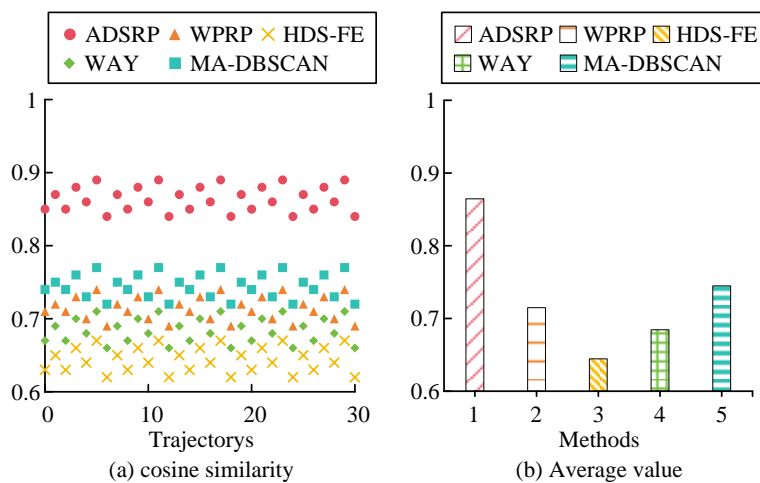 ADSRP WPRP HDS-FE
WAY MA-DBSCAN
1
0.9
0.8
0.7
0.6
0 10 20 30
Trajectorys
(a) cosine similarity
ADSRP WPRP HDS-FE
WAY MA-DBSCAN
1
0.9
0.8
0.7
0.6
1 2 3 4 5
Methods
(b) Average value